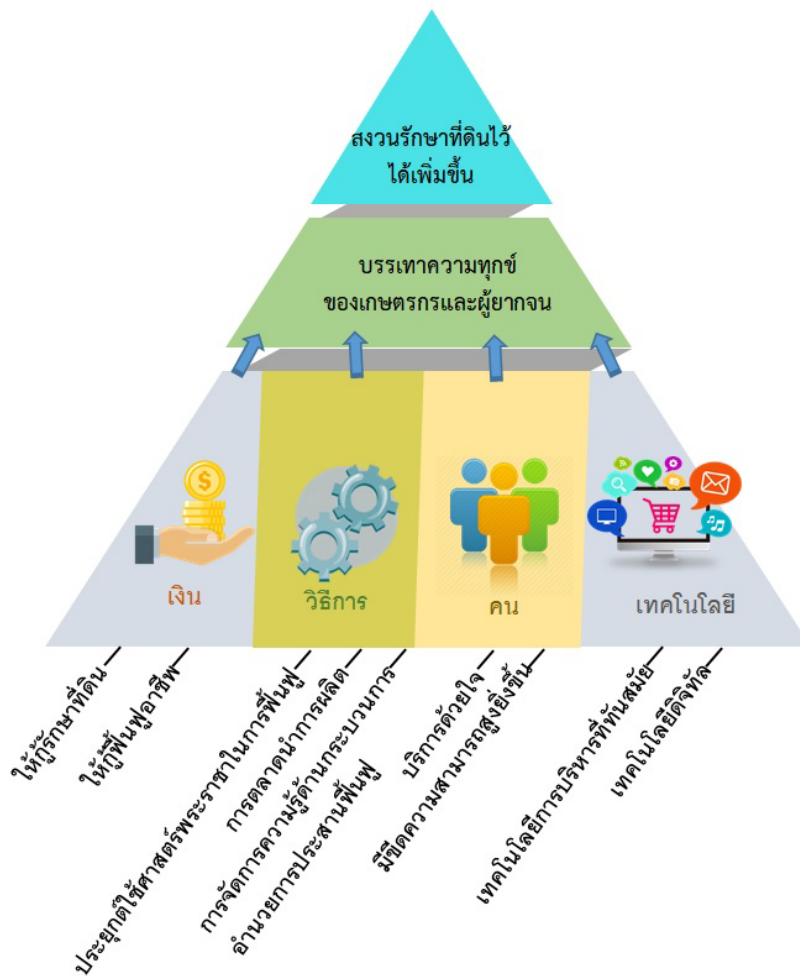 สงวนรักษาที่ดินไว้
ได้เพิ่มขึ้น
บรรเทาความทุกข์
ของเกษตรกรและผู้ยากจน
$
เงิน
วิธีการ
คน
เทคโนโลยี
ให้กู้รักษาที่ดิน
ให้กู้ฟื้นฟูอาชีพ
ประยุกต์ใช้ศาสตร์พระราชาในการฟื้นฟู
การตลาดนำการผลิต
การจัดการความรู้ด้านกระบวนการ
อำนวยการประสานฟื้นฟู
บริการด้วยใจ
มีขีดความสามารถสูงยิ่งขึ้น
เทคโนโลยีการบริหารที่ทันสมัย
เทคโนโลยีดิจิทัล